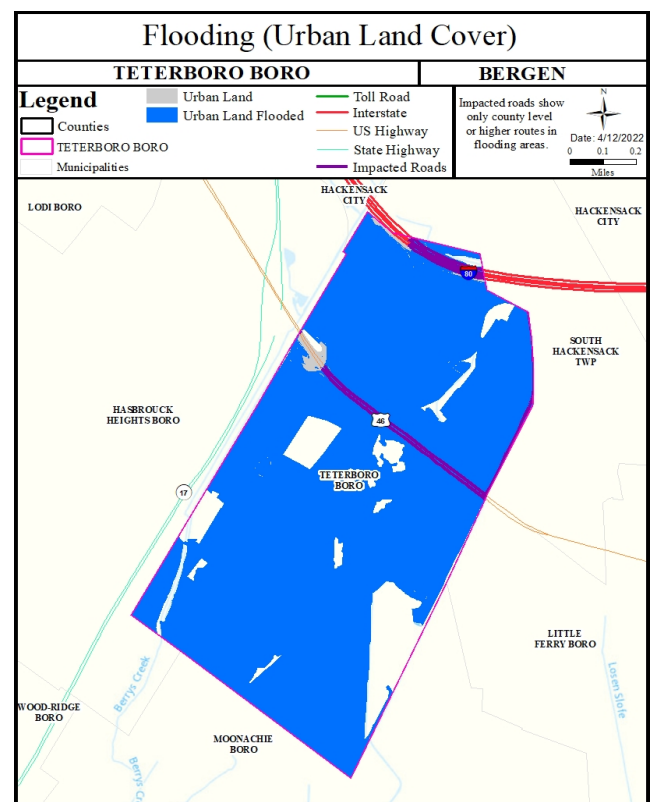 Flooding (Urban Land Cover)
TETERBORO BORO
BERGEN
Legend
Counties
TETERBORO BORO
Municipalities
Urban Land
Urban Land Flooded
Toll Road
Interstate
US Highway
State Highway
Impacted Roads
Impacted roads show
only county level
or higher routes in
flooding areas.
N
Date: 4/12/2022
0 0.1 0.2
Miles
LODI BORO
HACKENSACK
CITY
HACKENSACK
CITY
80
SOUTH
HACKENSACK
TWP
HASBROUCK
HEIGHTS BORO
46
TETERBORO
BORO
17
LITTLE
FERRY BORO
Losen Slofe
Berrys Creek
WOOD-RIDGE
BORO
MOONACHIE
BORO
Berrys Cr